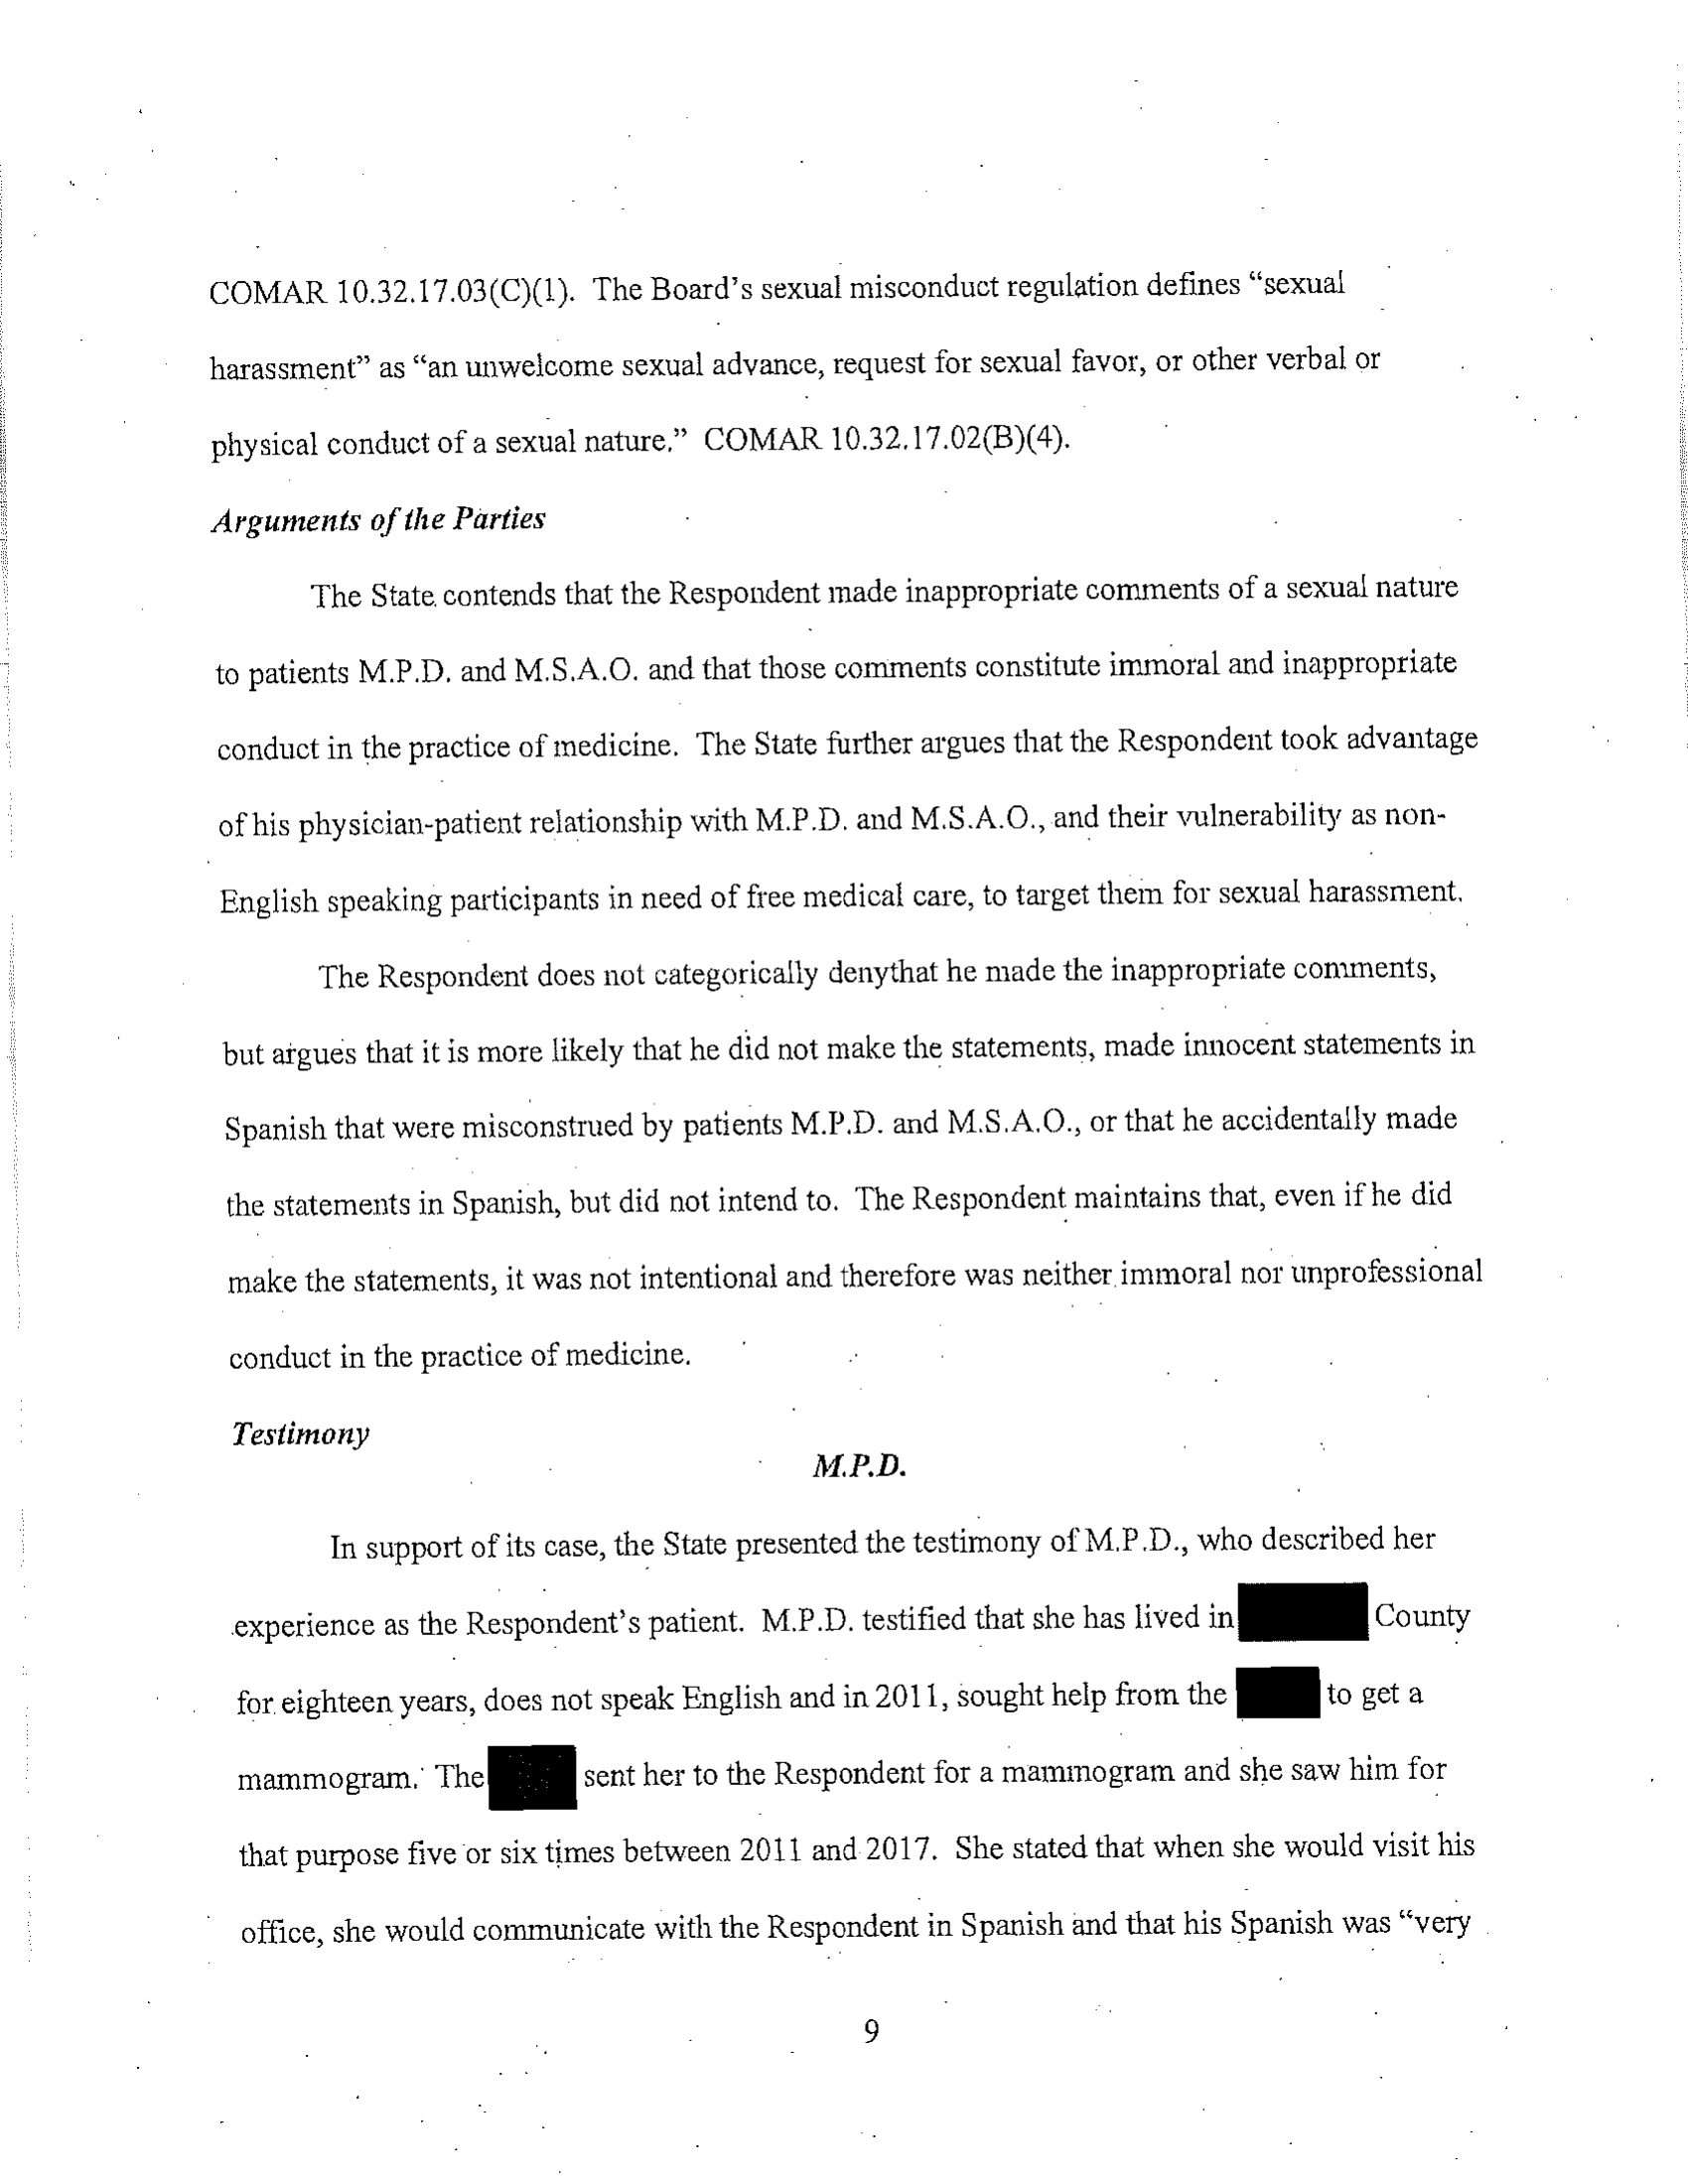 COMAR 10.32.17.03(C)(1). The Board's sexual misconduct regulation defines “sexual
harassment” as “an unwelcome sexual advance, request for sexual favor, or other verbal or
physical conduct of a sexual nature.” COMAR 10.32.17.02(B)(4).
Arguments of the Parties
The State contends that the Respondent made inappropriate comments of a sexual nature
to patients M.P.D. and M.S.A.O. and that those comments constitute immoral and inappropriate
conduct in the practice of medicine. The State further argues that the Respondent took advantage
of his physician-patient relationship with M.P.D. and M.S.A.O., and their vulnerability as non-
English speaking participants in need of free medical care, to target them for sexual harassment.
The Respondent does not categorically denythat he made the inappropriate comments,
but argues that it is more likely that he did not make the statements, made innocent statements in
Spanish that were misconstrued by patients M.P.D. and M.S.A.O., or that he accidentally made
the statements in Spanish, but did not intend to. The Respondent maintains that, even if he did
make the statements, it was not intentional and therefore was neither immoral nor unprofessional
conduct in the practice of medicine.
Testimony
M.P.D.
In support of its case, the State presented the testimony of M.P.D., who described her
experience as the Respondent's patient. M.P.D. testified that she has lived in County
for eighteen years, does not speak English and in 2011, sought help from the to get a
mammogram. The sent her to the Respondent for a mammogram and she saw him for
that purpose five or six times between 2011 and 2017. She stated that when she would visit his
office, she would communicate with the Respondent in Spanish and that his Spanish was “very
9